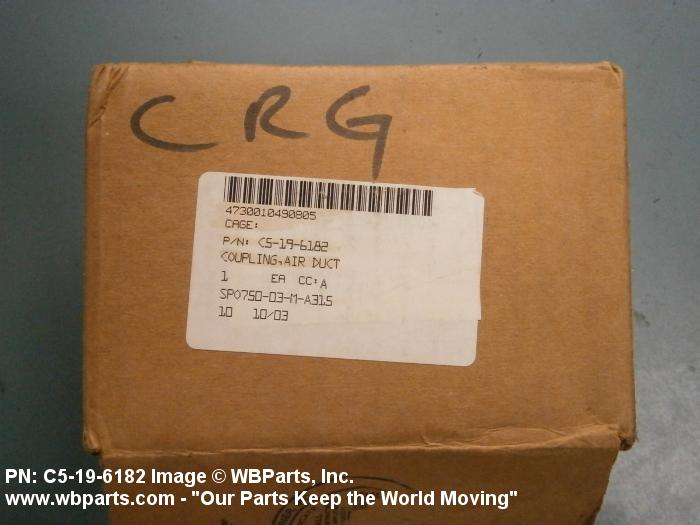 CRG
4730010490805
CAGE:
P/N: C5-19-6182
COUPLING,AIR DUCT
1 EA CC:A
SPO750-03-M-A315
10 10/03
PN: C5-19-6182 Image © WBParts, Inc.
www.wbparts.com - "Our Parts Keep the World Moving"